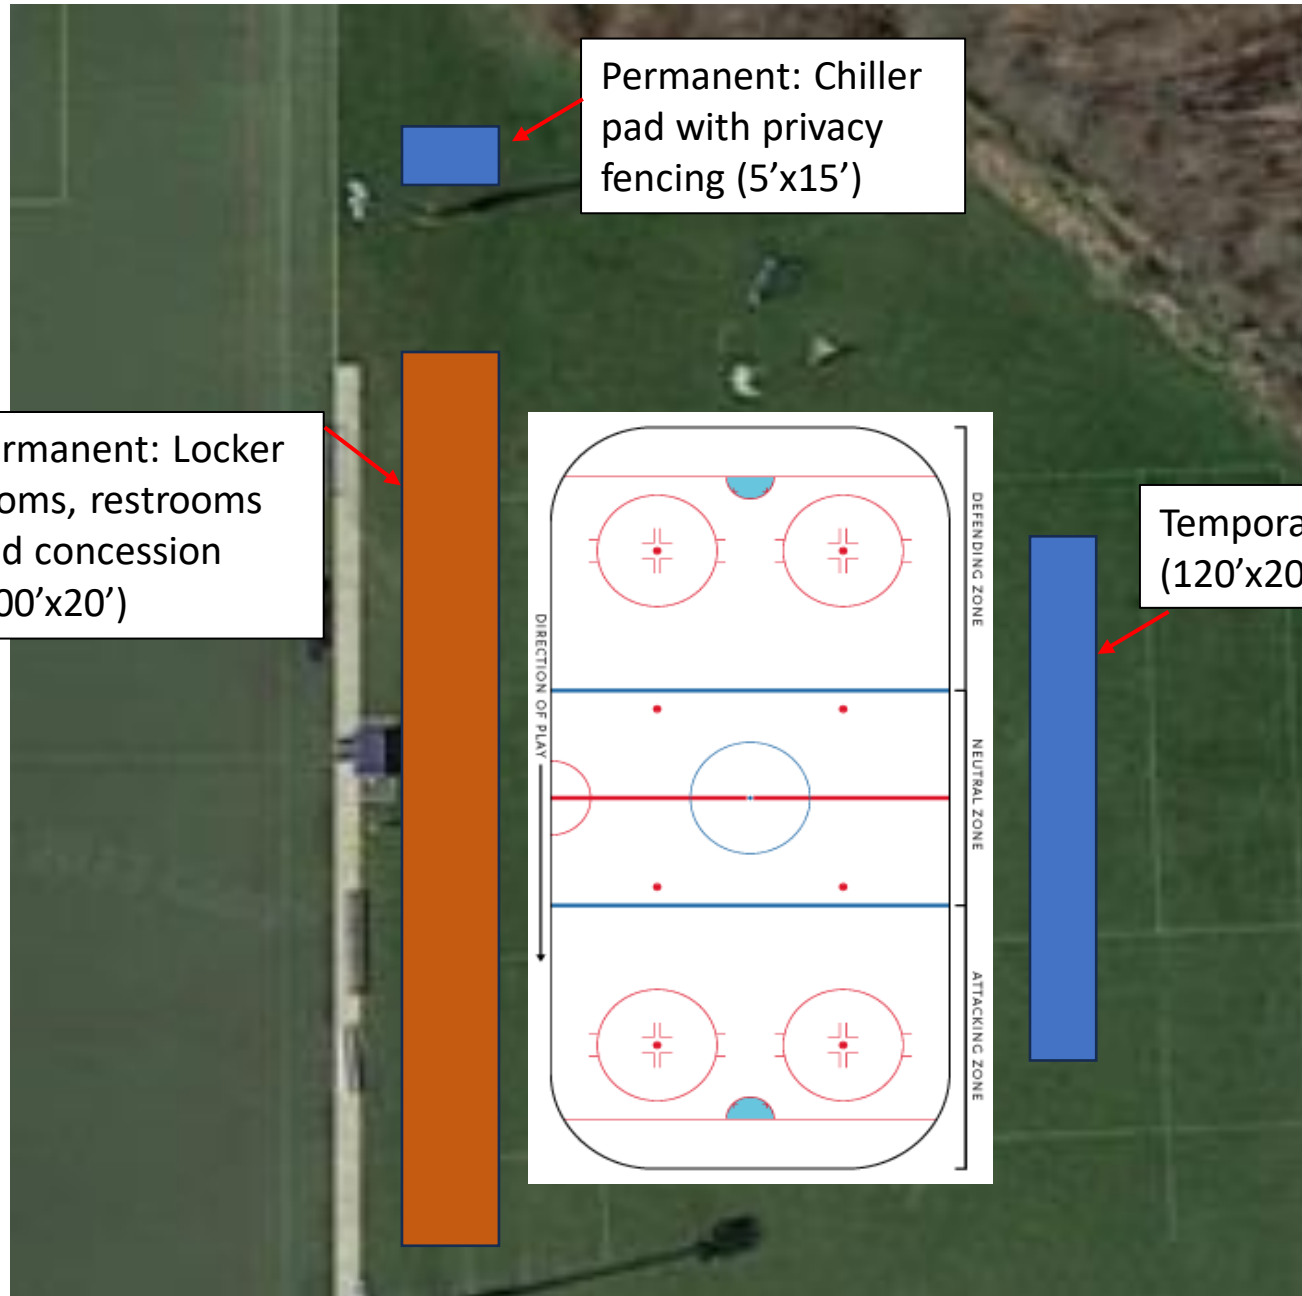 Permanent: Chiller
pad with privacy
fencing (5’x15’)
rmanent: Locker
oms, restrooms
d concession
00’x20’)
Tempora
(120’x20
DEFENDING ZONE
DIRECTION OF PLAY
NEUTRAL ZONE
ATTACKING ZONE